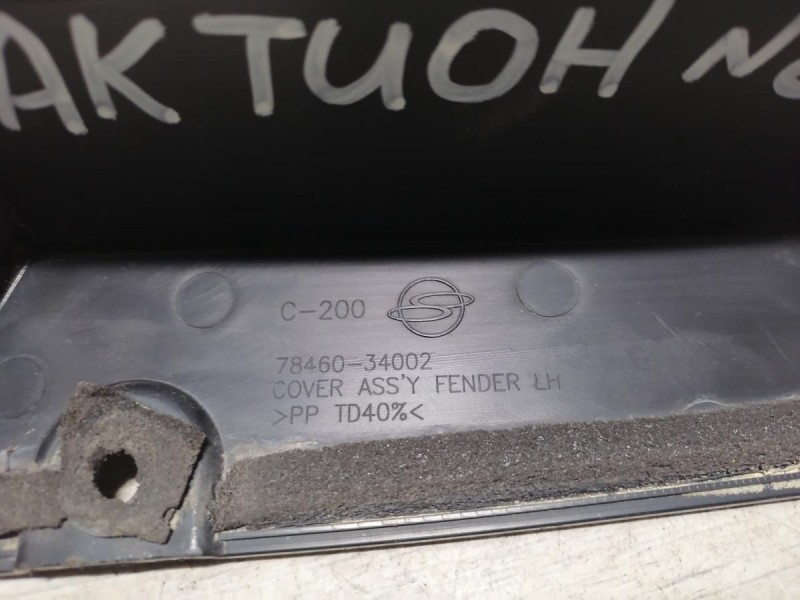 АКТИОН
C-200
78460-34002
COVER ASS'Y FENDER LH
>PP TD40%<